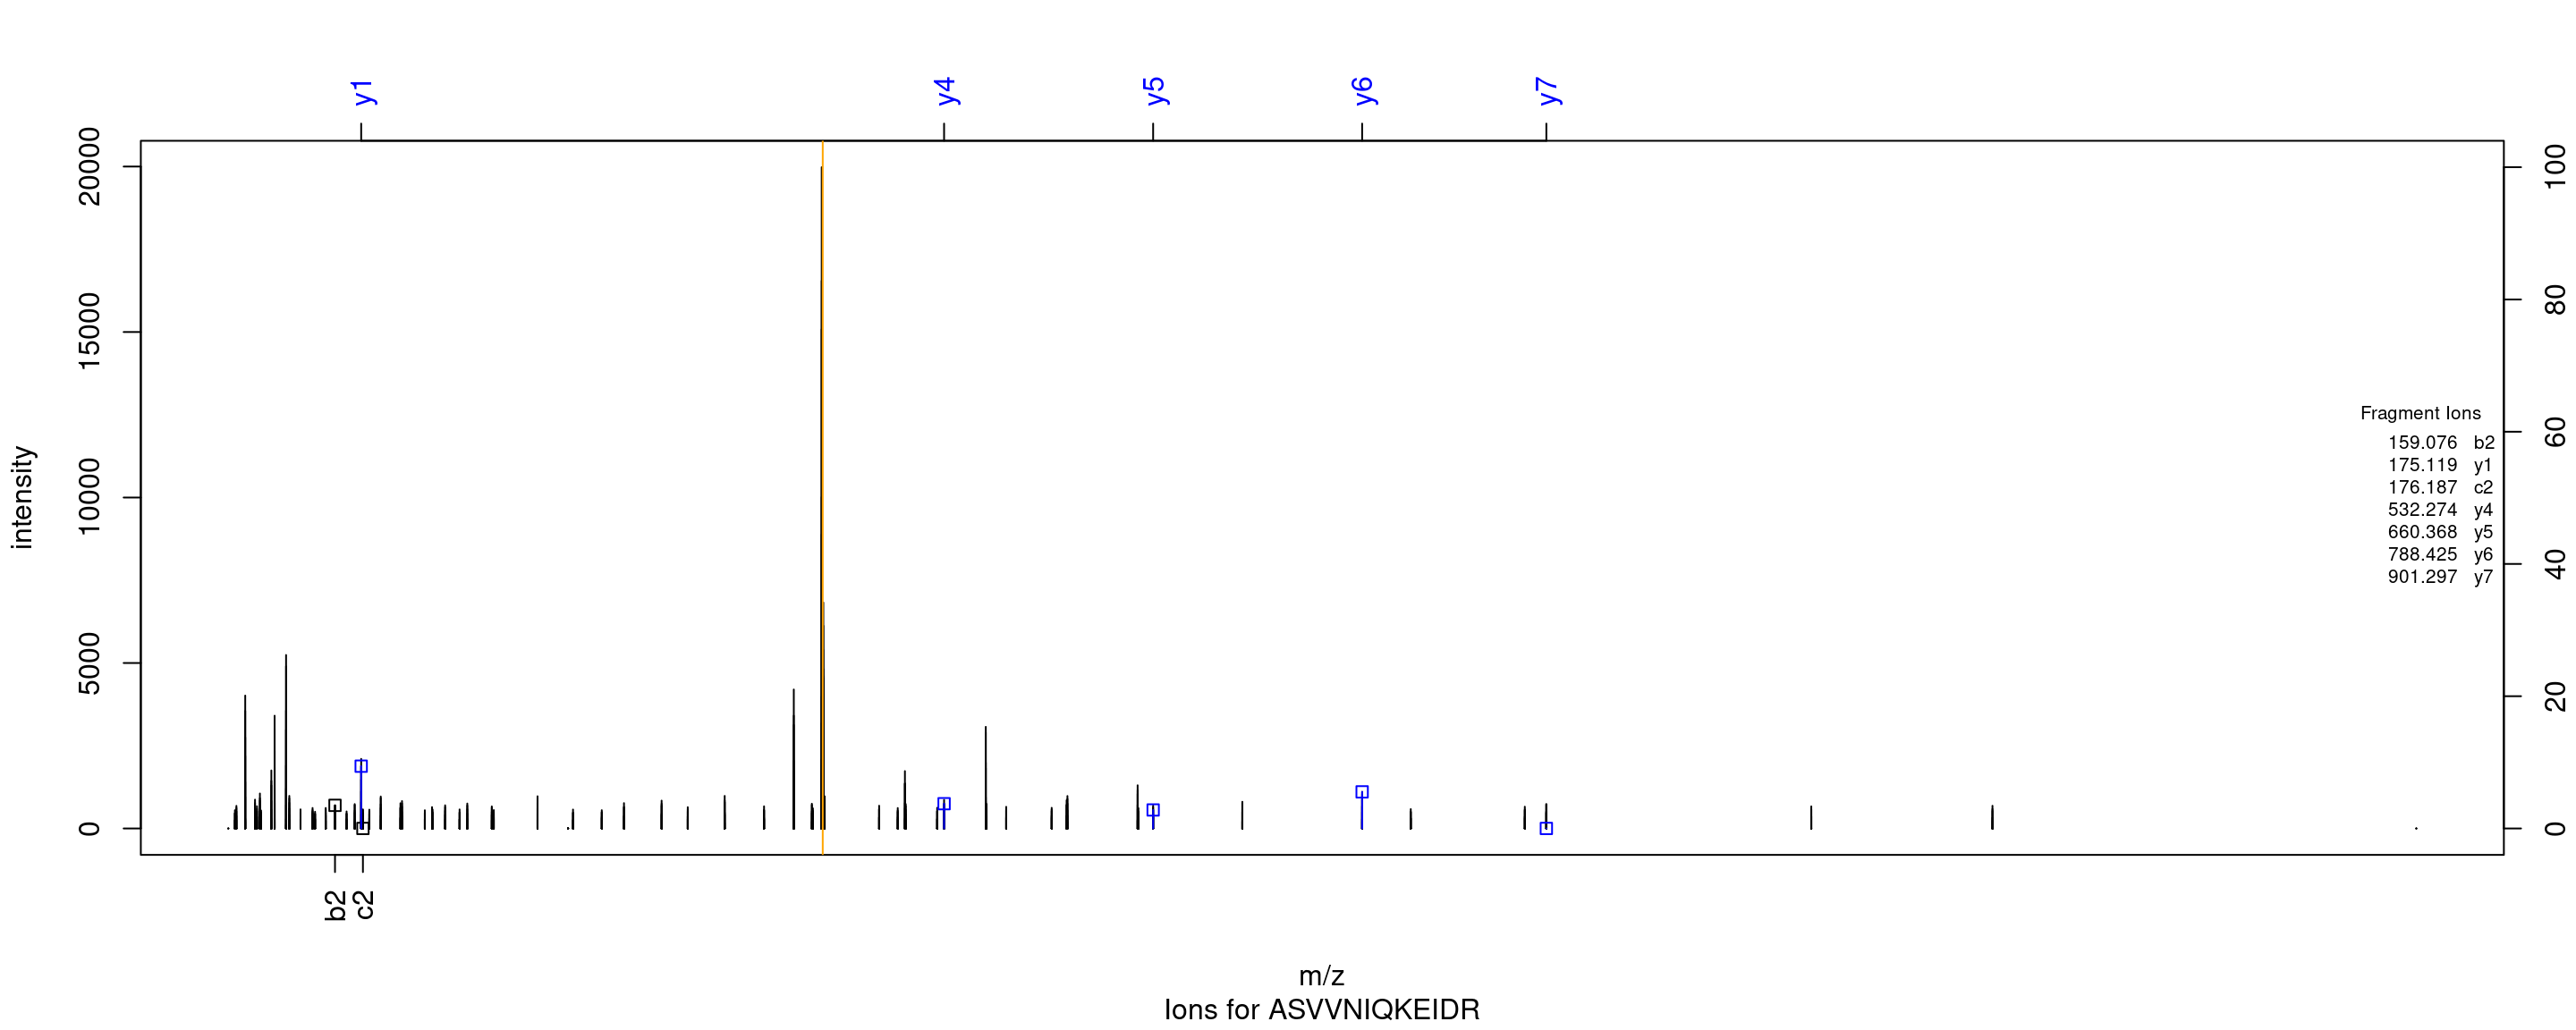 y1 y4 y5 y6 y7
20000
15000
10000
5000
0
intensity
100
80
60
40
20
0
Fragment Ions
159.076 b2
175.119 y1
176.187 c2
532.274 y4
660.368 y5
788.425 y6
901.297 y7
b2 c2
m/z
Ions for ASVVNIQKEIDR